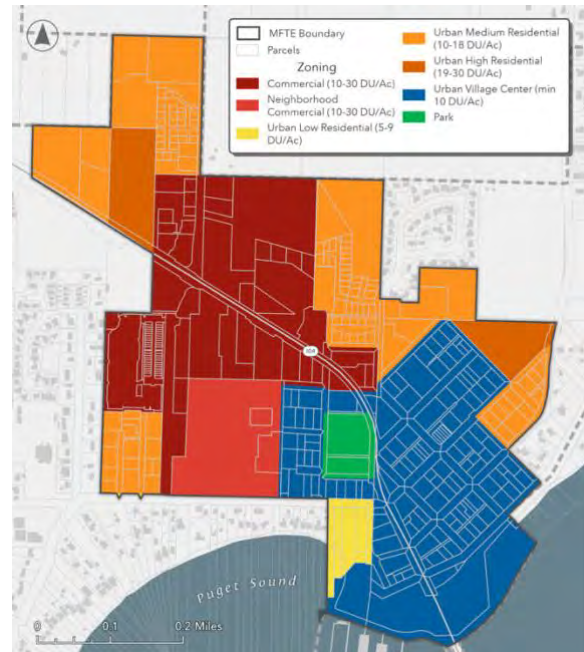 MFTE Boundary
Parcels
Zoning
Commercial (10-30 DU/Ac)
Neighborhood
Commercial (10-30 DU/Ac)
Urban Low Residential (5-9
DU/Ac)
Urban Medium Residential
(10-18 DU/Ac)
Urban High Residential
(19-30 DU/Ac)
Urban Village Center (min
10 DU/Ac)
Park
104
Puget Sound
0 0.1 0.2 Miles